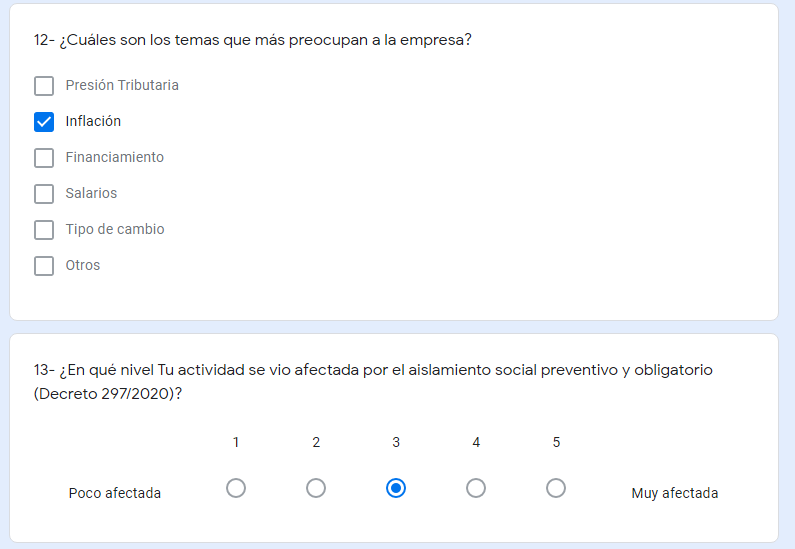 12- ¿Cuáles son los temas que más preocupan a la empresa?
Presión Tributaria
Inflación
Financiamiento
Salarios
Tipo de cambio
Otros
13- ¿En qué nivel Tu actividad se vio afectada por el aislamiento social preventivo y obligatorio
(Decreto 297/2020)?
1 2 3 4 5
Poco afectada Muy afectada